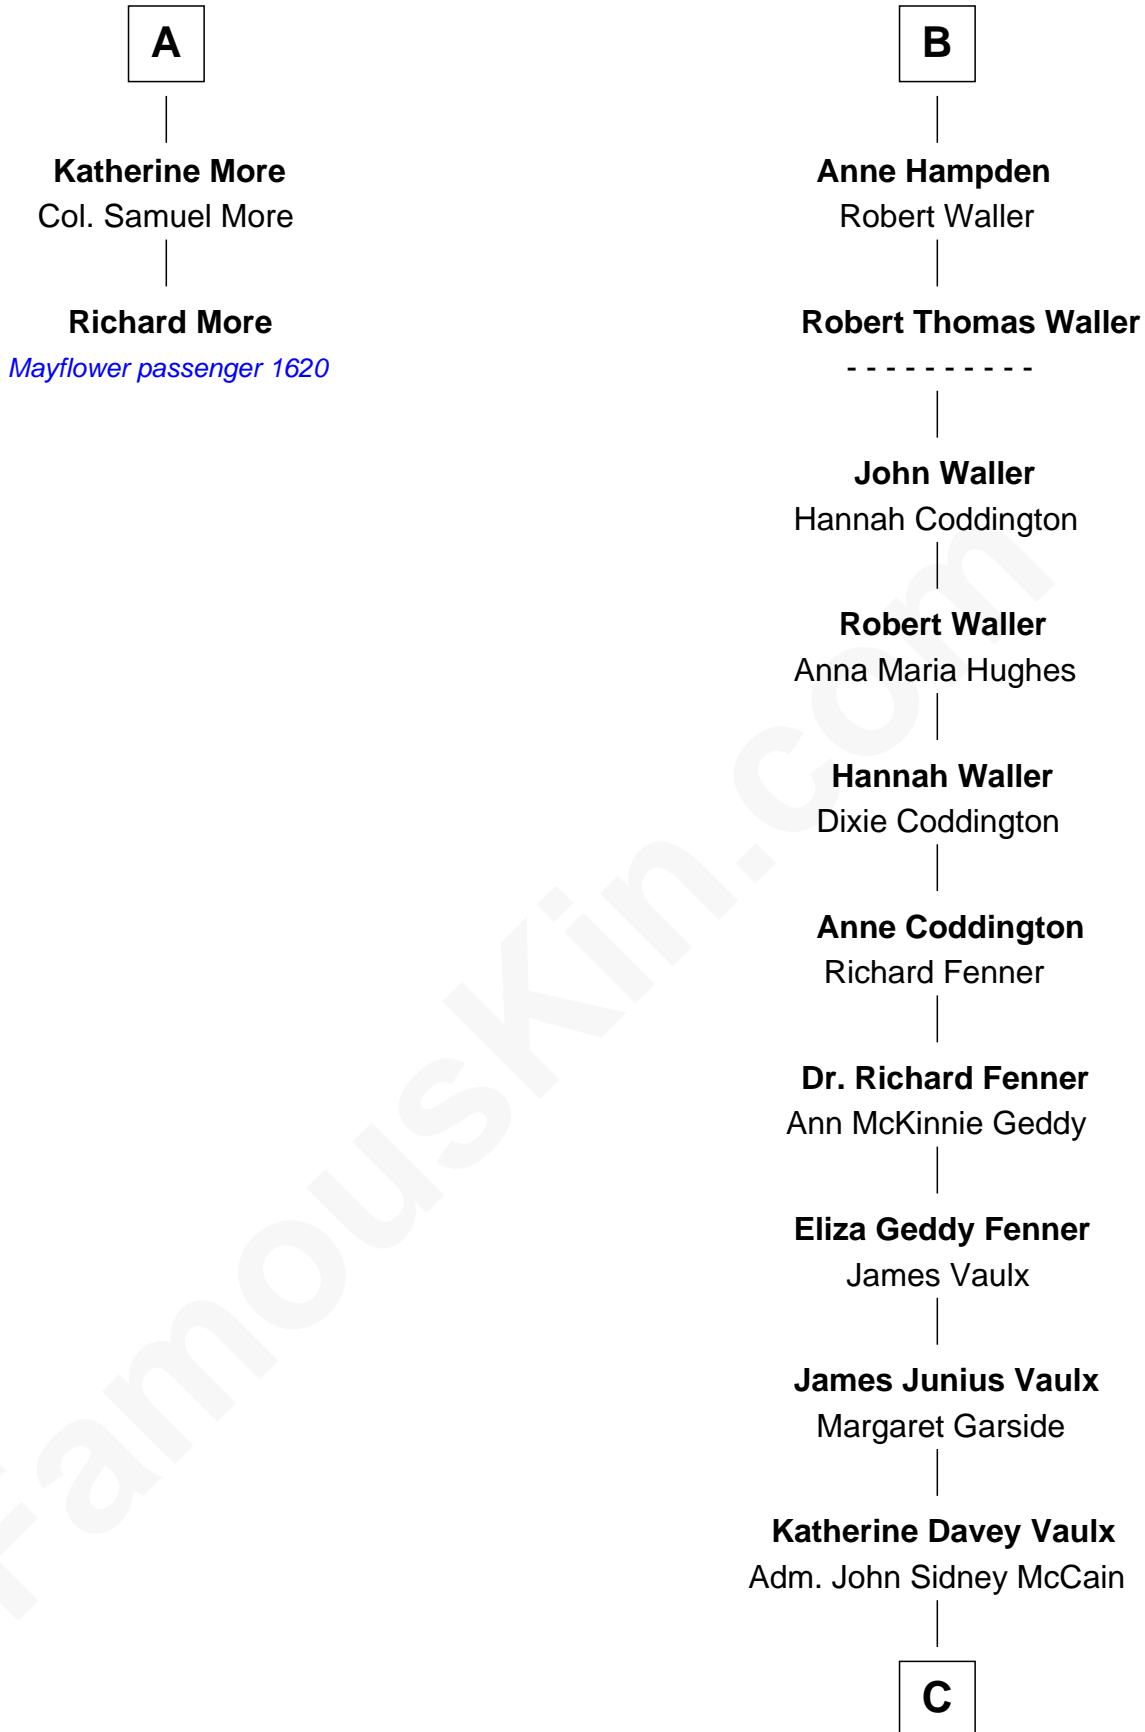 A
Katherine More
Col. Samuel More
Richard More
Mayflower passenger 1620
B
Anne Hampden
Robert Waller
Robert Thomas Waller
- - - - - - - - - -
John Waller
Hannah Coddington
Robert Waller
Anna Maria Hughes
Hannah Waller
Dixie Coddington
Anne Coddington
Richard Fenner
Dr. Richard Fenner
Ann McKinnie Geddy
Eliza Geddy Fenner
James Vaulx
James Junius Vaulx
Margaret Garside
Katherine Davey Vaulx
Adm. John Sidney McCain
C
FamousKin.com